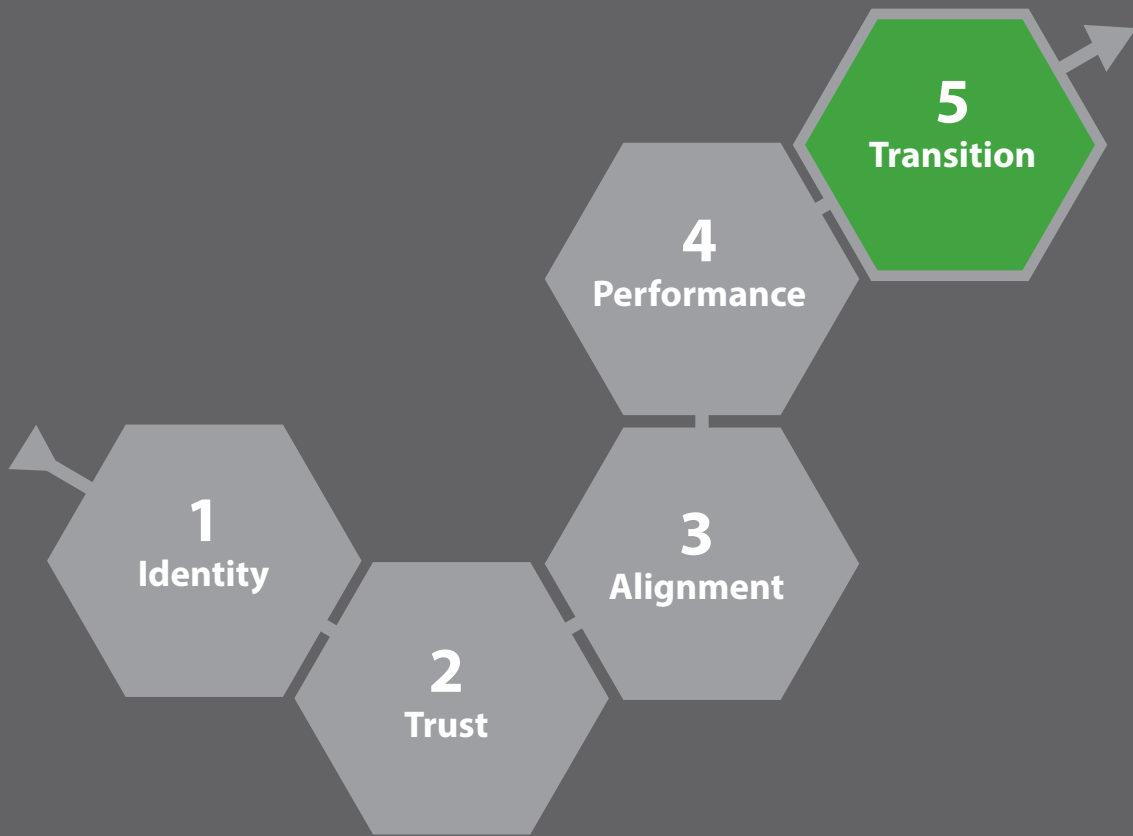 1
Identity
2
Trust
3
Alignment
4
Performance
5
Transition